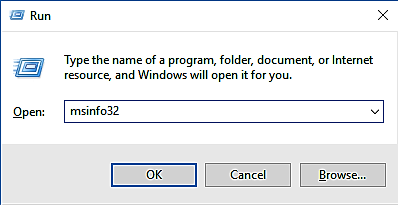 Run
Type the name of a program, folder, document, or Internet
resource, and Windows will open it for you.
Open: msinfo32
OK Cancel Browse...